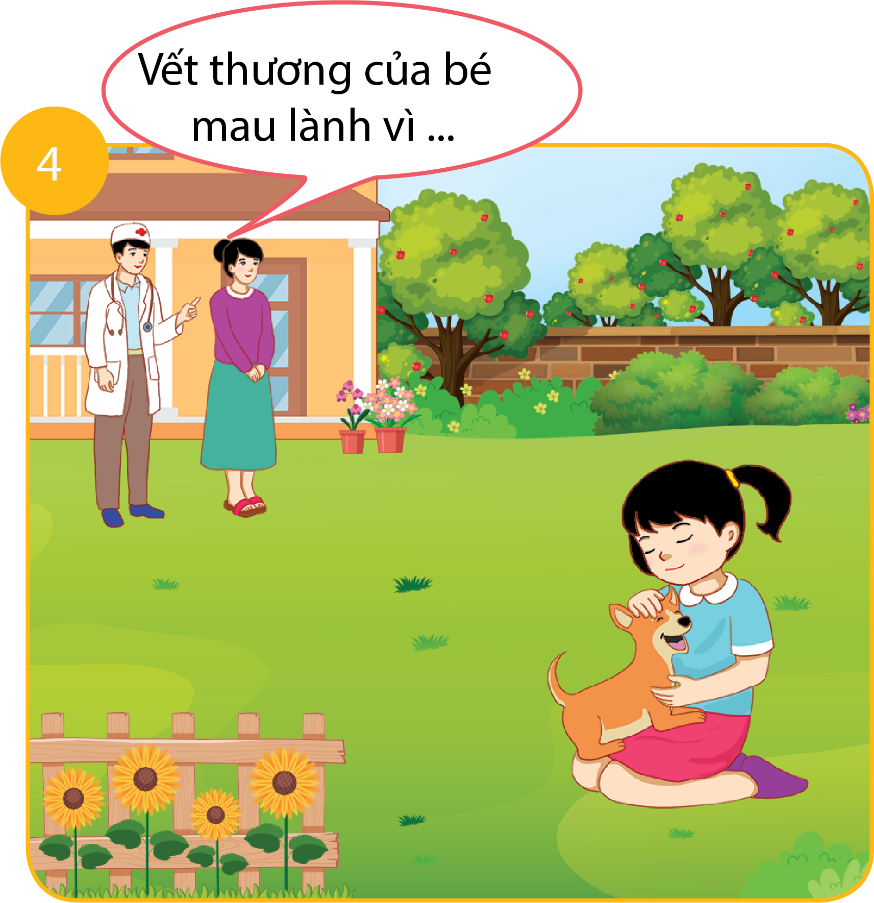 Vết thương của bé
mau lành vì ...
4